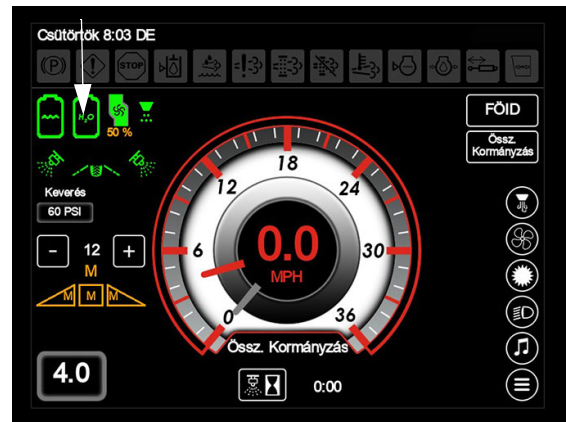 Csütörtök 8:03 DE
(P) STOP
H₂O
50 %
FÖlD
Össz.
Kormányzás
Keverés
60 PSI
- 12 +
M
M M M
0 6 12 18 24 30 36
0.0
MPH
Össz. Kormányzás
4.0
0:00